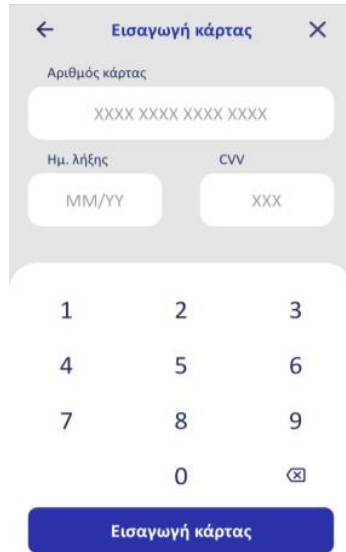 Εισαγωγή κάρτας
Αριθμός κάρτας
XXXX XXXX XXXX XXXX
Ημ. λήξης CVV
MM/YY XXX
1 2 3
4 5 6
7 8 9
0
Εισαγωγή κάρτας